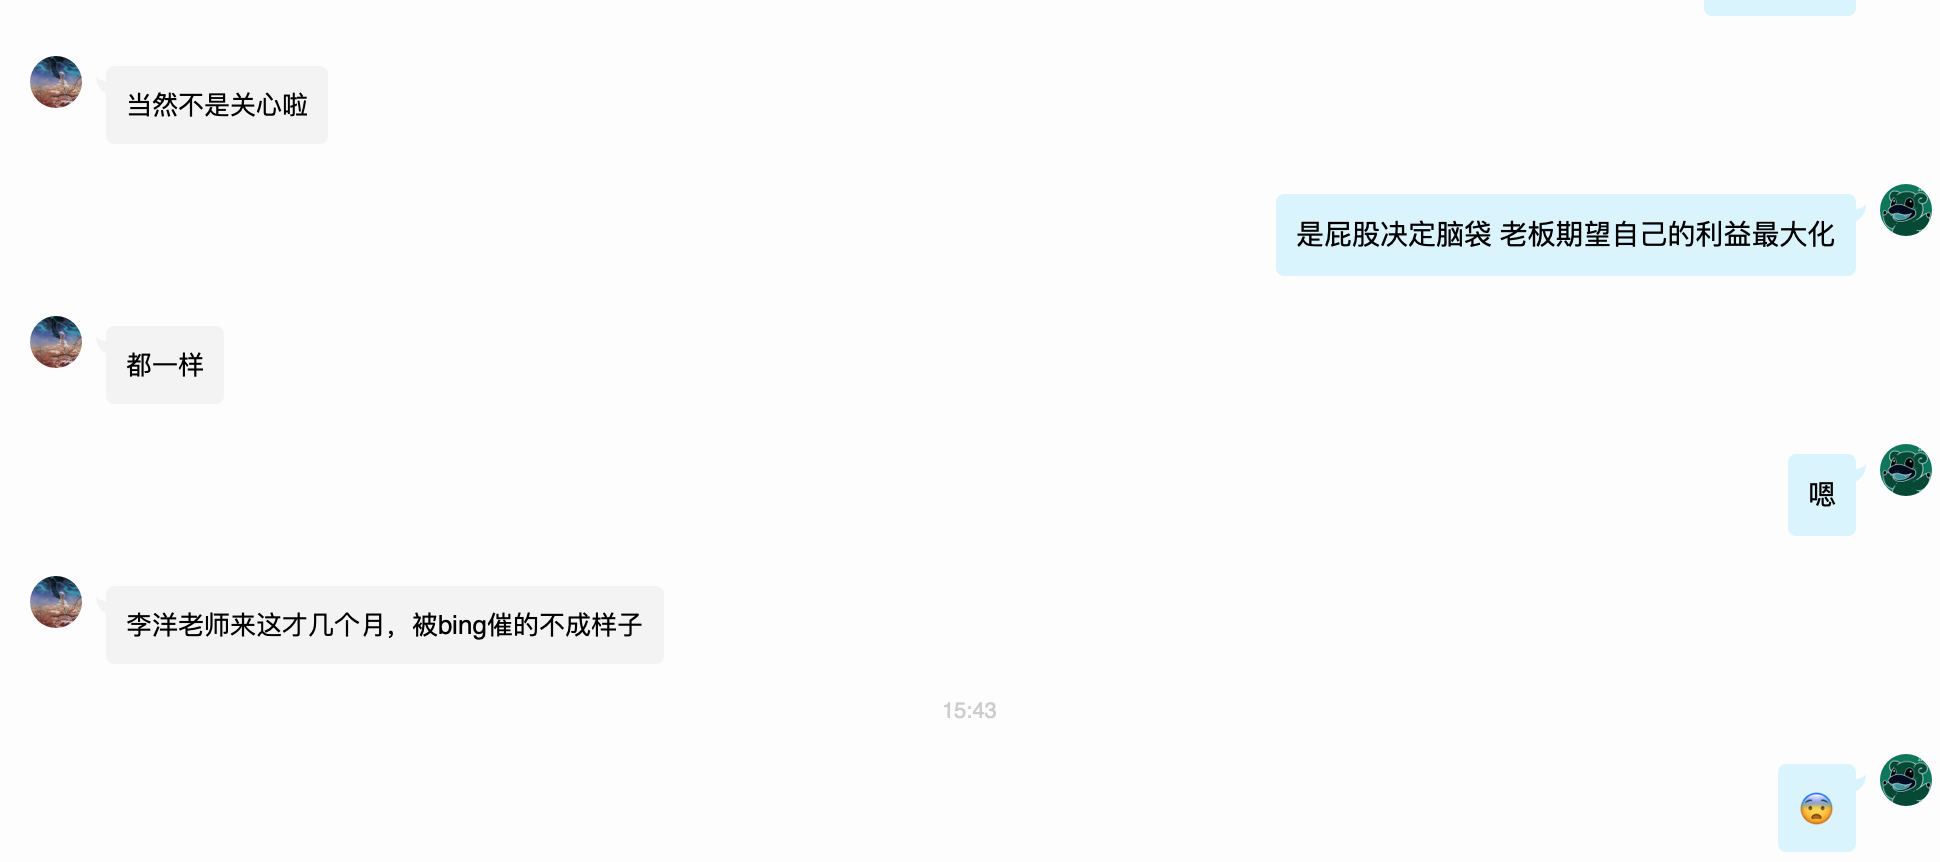 当然不是关心啦
是屁股决定脑袋 老板期望自己的利益最大化
都一样
嗯
李洋老师来这才几个月，被bing催的不成样子
15:43
😨